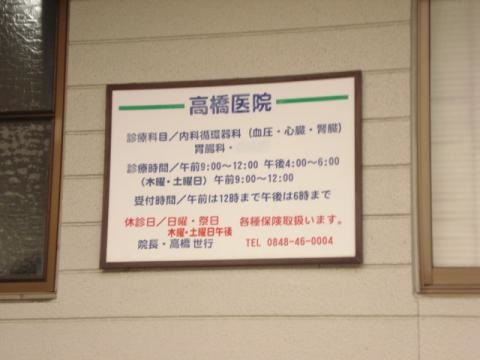 高橋医院
診療科目／内科循環器科（血圧・心臓・腎臓）
胃腸科・
診療時間／午前9:00～12:00 午後4:00～6:00
（木曜・土曜日）午前9:00～12:00
受付時間／午前は12時まで午後は6時まで
休診日／日曜・祭日 各種保険取扱います。
木曜・土曜日午後
院長・高橋世行 TEL 0848-46-0004